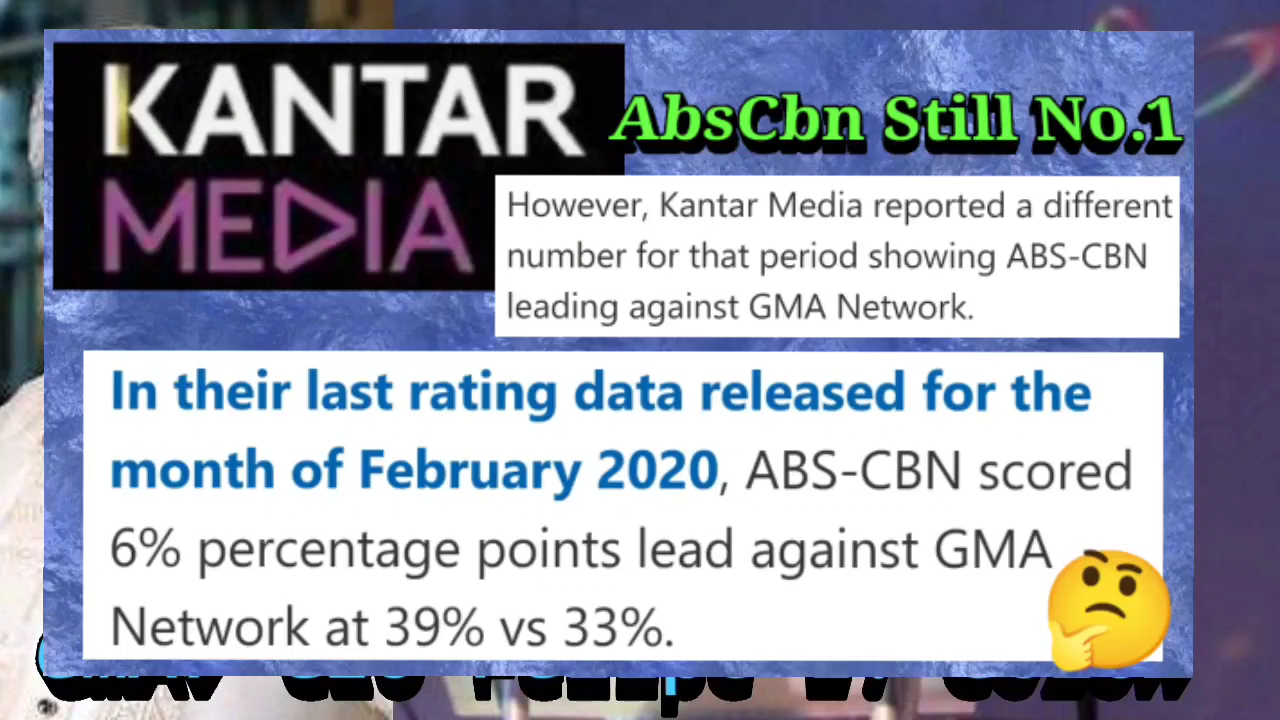 KANTAR
MEDIA
AbsCbn Still No.1
However, Kantar Media reported a different
number for that period showing ABS-CBN
leading against GMA Network.
In their last rating data released for the
month of February 2020, ABS-CBN scored
6% percentage points lead against GMA
Network at 39% vs 33%.